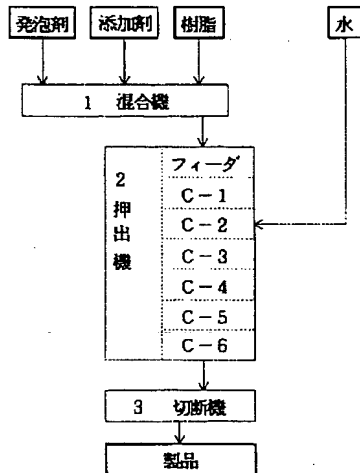 発泡剤 添加剤 樹脂 水
1 混合機
2 押出機
フィーダ
C-1
C-2
C-3
C-4
C-5
C-6
3 切断機
製品